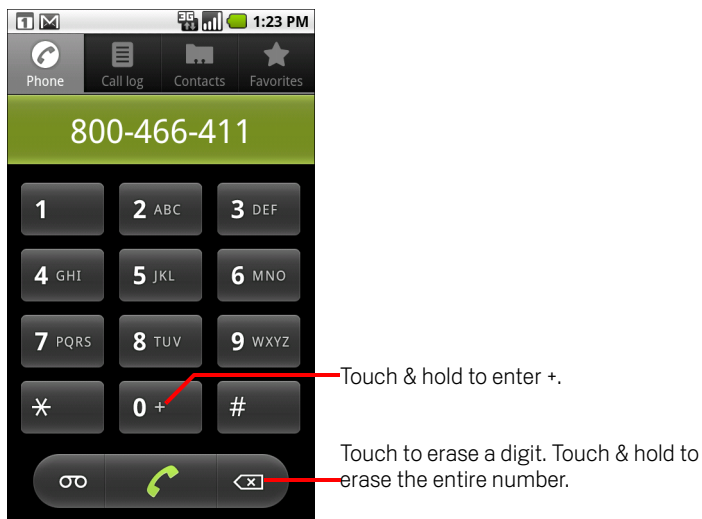 1 3G 1:23 PM
Phone Call log Contacts Favorites
800-466-411
1 2 ABC 3 DEF
4 GHI 5 JKL 6 MNO
7 PQRS 8 TUV 9 WXYZ
Touch & hold to enter +.
* 0 + #
Touch to erase a digit. Touch & hold to
erase the entire number.